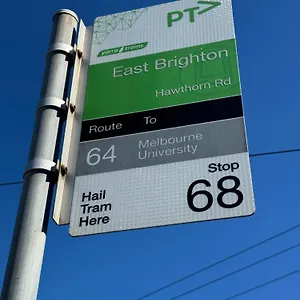 PT>
yarra trams
East Brighton
Hawthorn Rd
Route To
64 Melbourne
University
Stop
68
Hail
Tram
Here